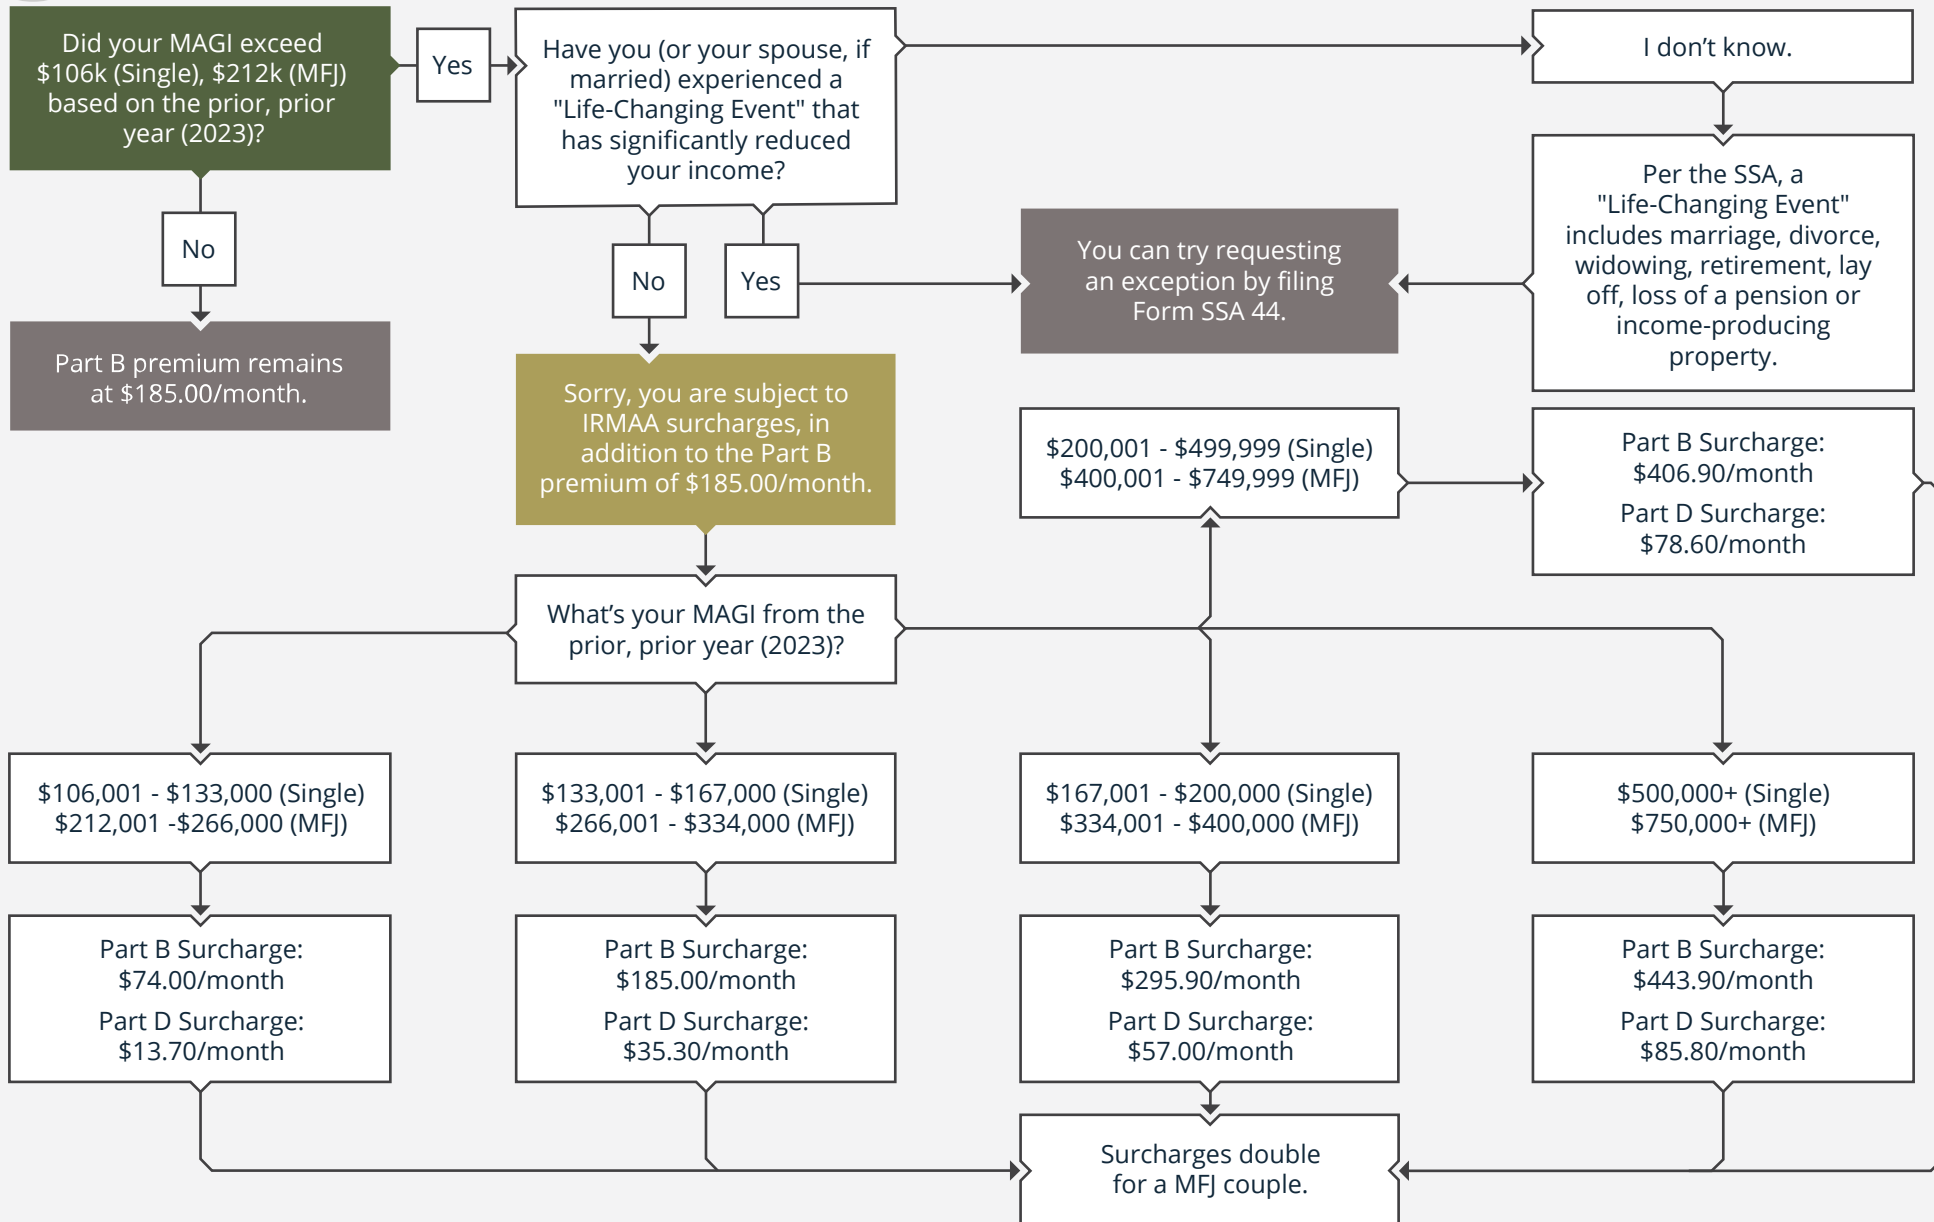 Did your MAGI exceed
$106k (Single), $212k (MFJ)
based on the prior, prior
year (2023)?
Yes
Have you (or your spouse, if
married) experienced a
"Life-Changing Event" that
has significantly reduced
your income?
I don't know.
No
Part B premium remains
at $185.00/month.
No
Yes
You can try requesting
an exception by filing
Form SSA 44.
Per the SSA, a
"Life-Changing Event"
includes marriage, divorce,
widowing, retirement, lay
off, loss of a pension or
income-producing
property.
Sorry, you are subject to
IRMAA surcharges, in
addition to the Part B
premium of $185.00/month.
$200,001 - $499,999 (Single)
$400,001 - $749,999 (MFJ)
Part B Surcharge:
$406.90/month
Part D Surcharge:
$78.60/month
What's your MAGI from the
prior, prior year (2023)?
$106,001 - $133,000 (Single)
$212,001 -$266,000 (MFJ)
$133,001 - $167,000 (Single)
$266,001 - $334,000 (MFJ)
$167,001 - $200,000 (Single)
$334,001 - $400,000 (MFJ)
$500,000+ (Single)
$750,000+ (MFJ)
Part B Surcharge:
$74.00/month
Part D Surcharge:
$13.70/month
Part B Surcharge:
$185.00/month
Part D Surcharge:
$35.30/month
Part B Surcharge:
$295.90/month
Part D Surcharge:
$57.00/month
Part B Surcharge:
$443.90/month
Part D Surcharge:
$85.80/month
Surcharges double
for a MFJ couple.